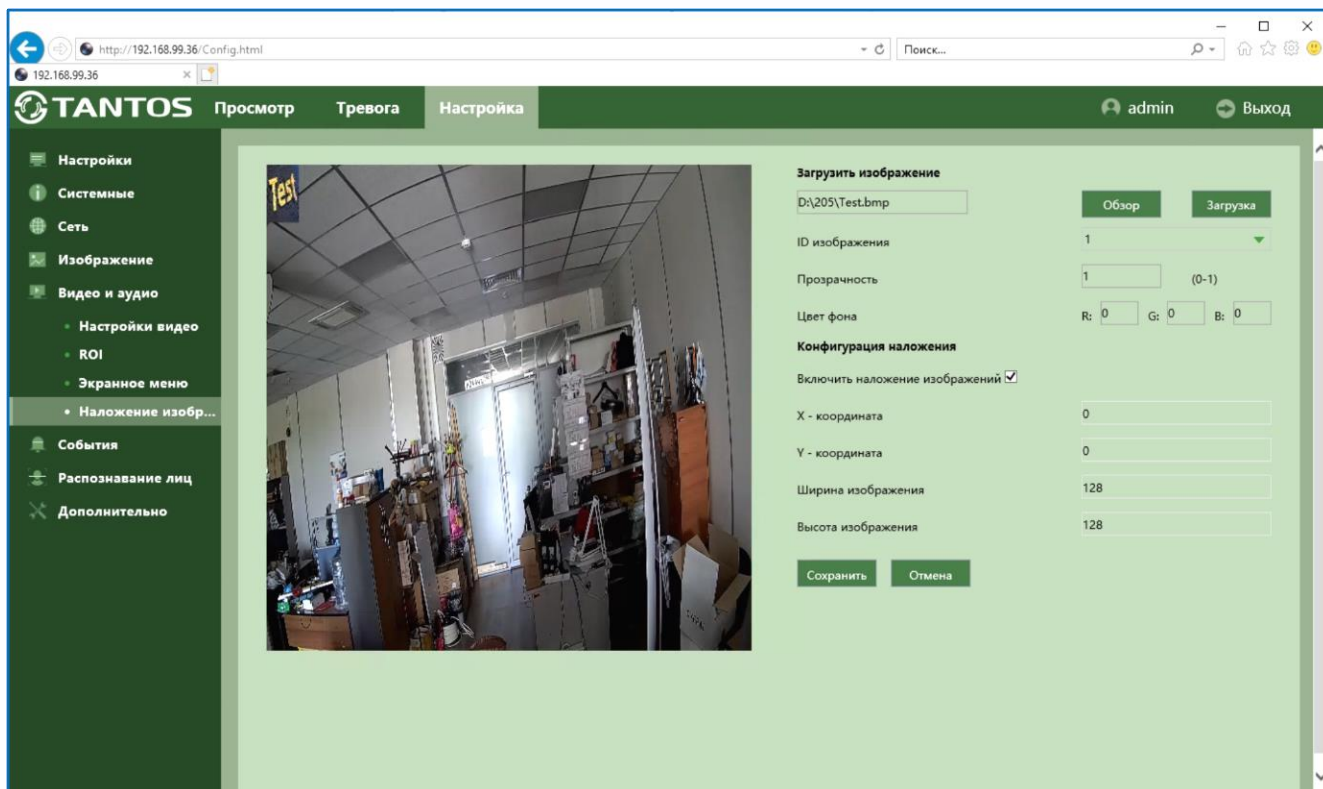 http://192.168.99.36/Config.html
Поиск...
192.168.99.36
TANTOS Просмотр Тревога Настройка admin Выход
Настройки
Системные
Сеть
Изображение
Видео и аудио
Настройки видео
ROI
Экранное меню
Наложение изобр...
События
Распознавание лиц
Дополнительно
Test
Загрузить изображение
D:\205\Test.bmp Обзор Загрузка
ID изображения 1
Прозрачность 1 (0-1)
Цвет фона R: 0 G: 0 B: 0
Конфигурация наложения
Включить наложение изображений
X - координата 0
Y - координата 0
Ширина изображения 128
Высота изображения 128
Сохранить Отмена